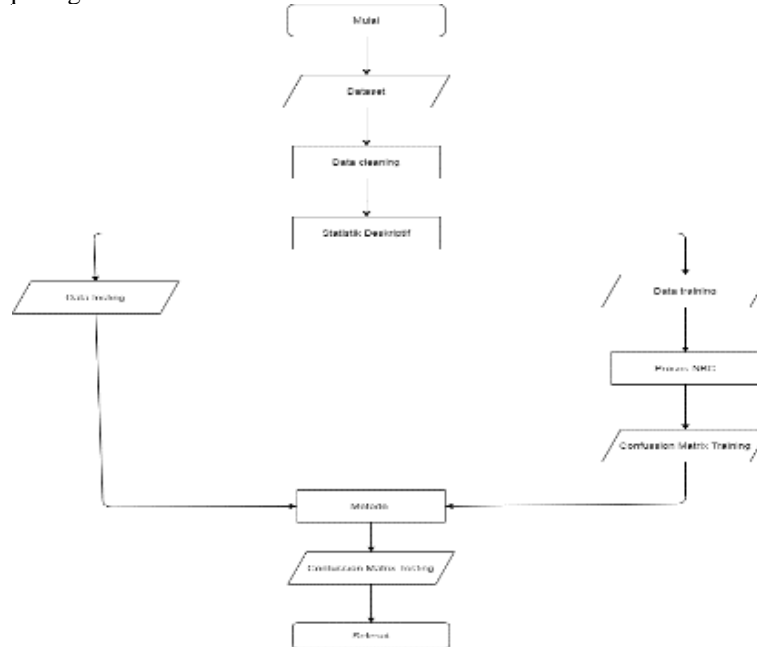 Mulai
Dataset
Data cleaning
Statistik Deskriptif
Data testing
Data training
Proses NBC
Confussion Matrix Training
Metode
Confussion Matrix Testing
Selesai